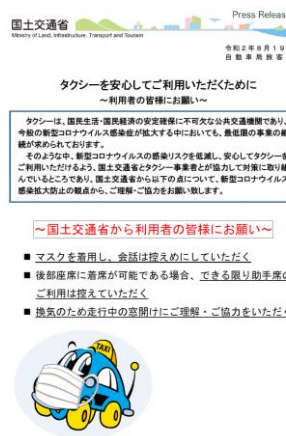 国土交通省
Press Releas
Ministry of Land, Infrastructure, Transport and Tourism
令和２年８月１９
自動車局旅客
タクシーを安心してご利用いただくために
～利用者の皆様にお願い～
タクシーは、国民生活・国民経済の安定確保に不可欠な公共交通機関であり、
今般の新型コロナウイルス感染症が拡大する中においても、最低限の事業の継
続が求められております。
そのような中、新型コロナウイルスの感染リスクを低減し、安心してタクシーを
ご利用いただけるよう、国土交通省とタクシー事業者とが協力して対策に取り組
んでいるところであり、国土交通省から以下の点について、新型コロナウイルス
感染拡大防止の観点から、ご理解・ご協力をお願い致します。
～国土交通省から利用者の皆様にお願い～
■ マスクを着用し、会話は控えめにしていただく
■ 後部座席に着席が可能である場合、できる限り助手席の
ご利用は控えていただく
■ 換気のため走行中の窓開けにご理解・ご協力をいただく
TAXI